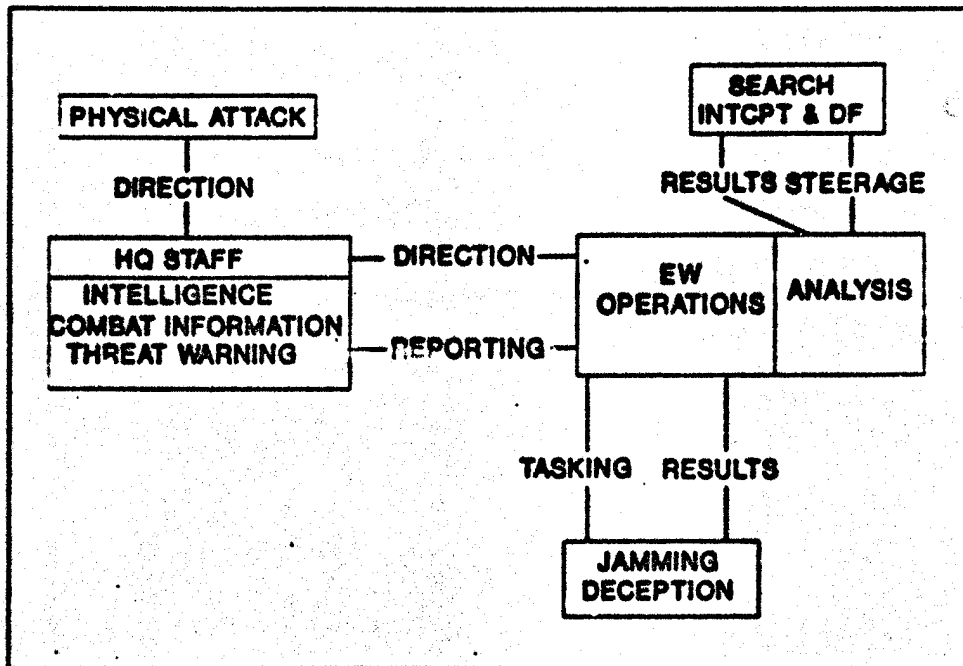 PHYSICAL ATTACK
DIRECTION
HQ STAFF
INTELLIGENCE
COMBAT INFORMATION
THREAT WARNING
DIRECTION
REPORTING
SEARCH
INTCPT & DF
RESULTS STEERAGE
EW
OPERATIONS
ANALYSIS
TASKING RESULTS
JAMMING
DECEPTION